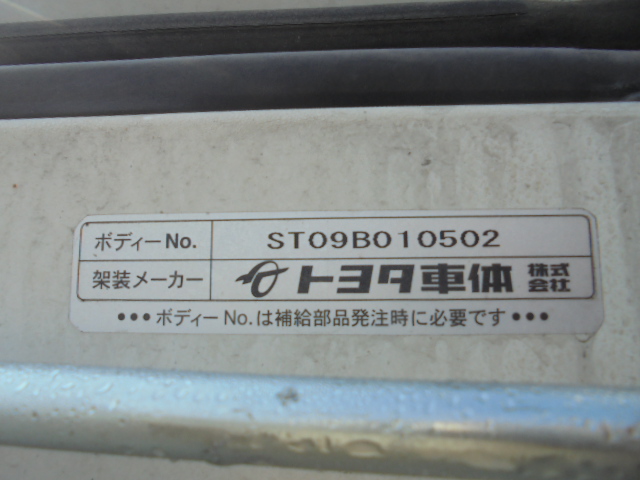 ボディーNo. ST09B010502
架装メーカー トヨタ車体 株式会社
•••ボディーNo.は補給部品発注時に必要です•••